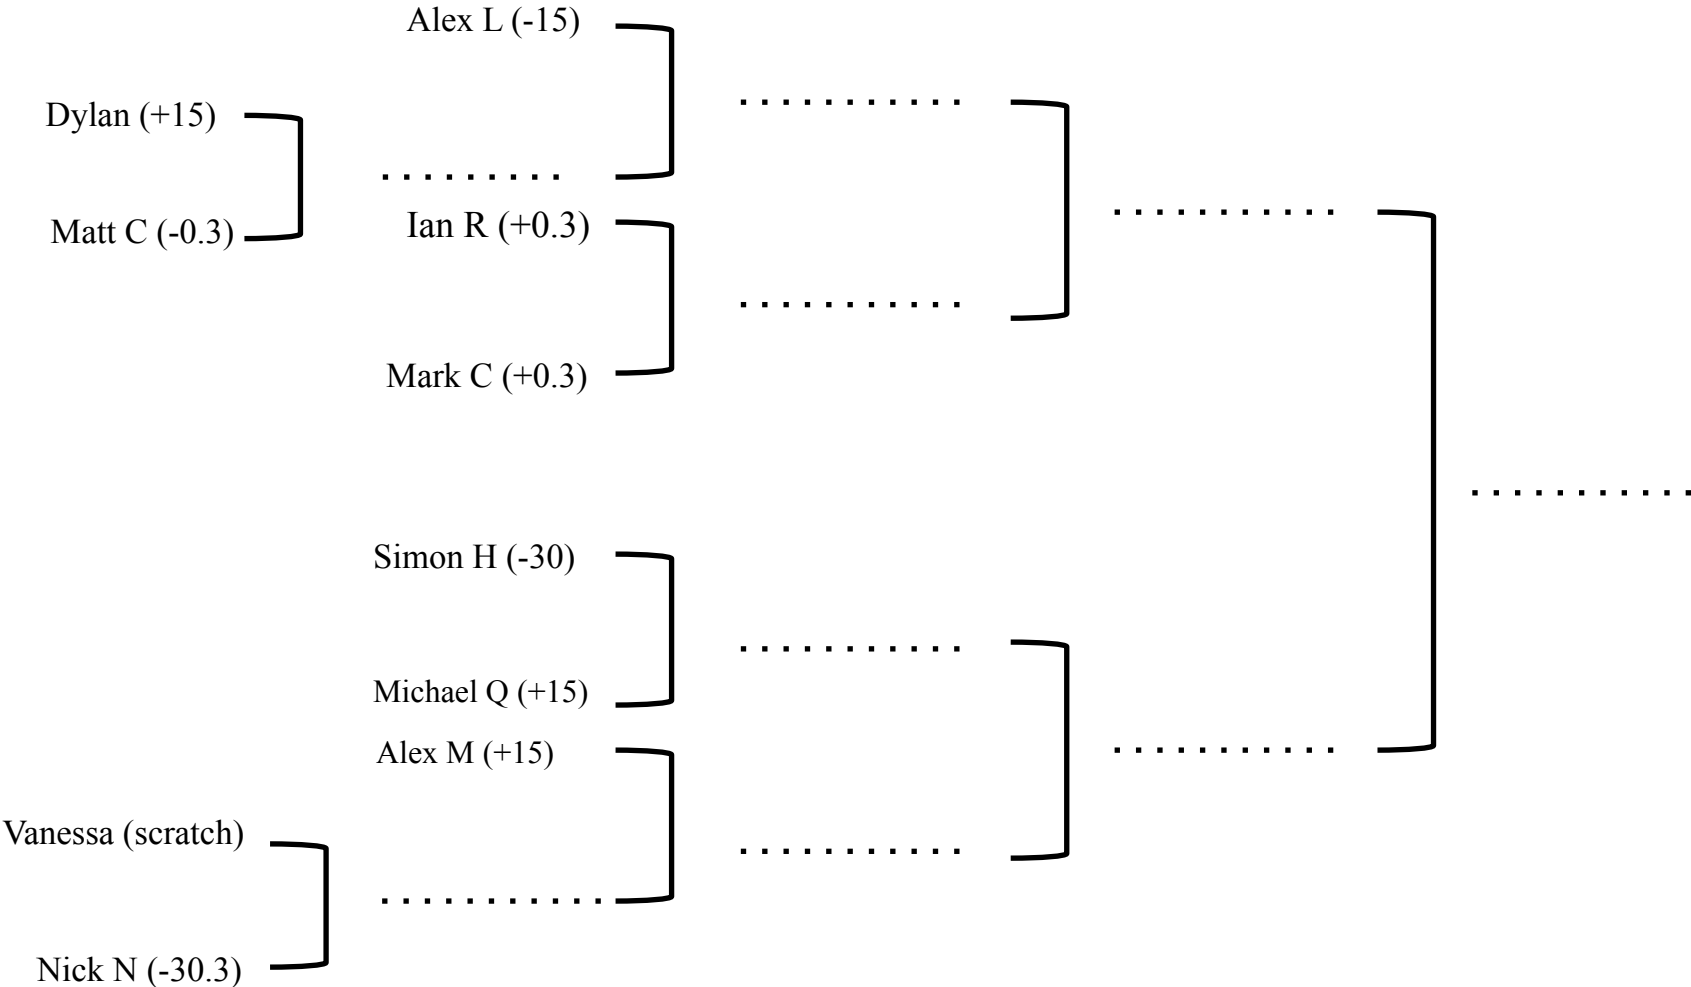 Alex L (-15)
Dylan (+15)
Matt C (-0.3)
Ian R (+0.3)
Mark C (+0.3)
Simon H (-30)
Michael Q (+15)
Alex M (+15)
Vanessa (scratch)
Nick N (-30.3)